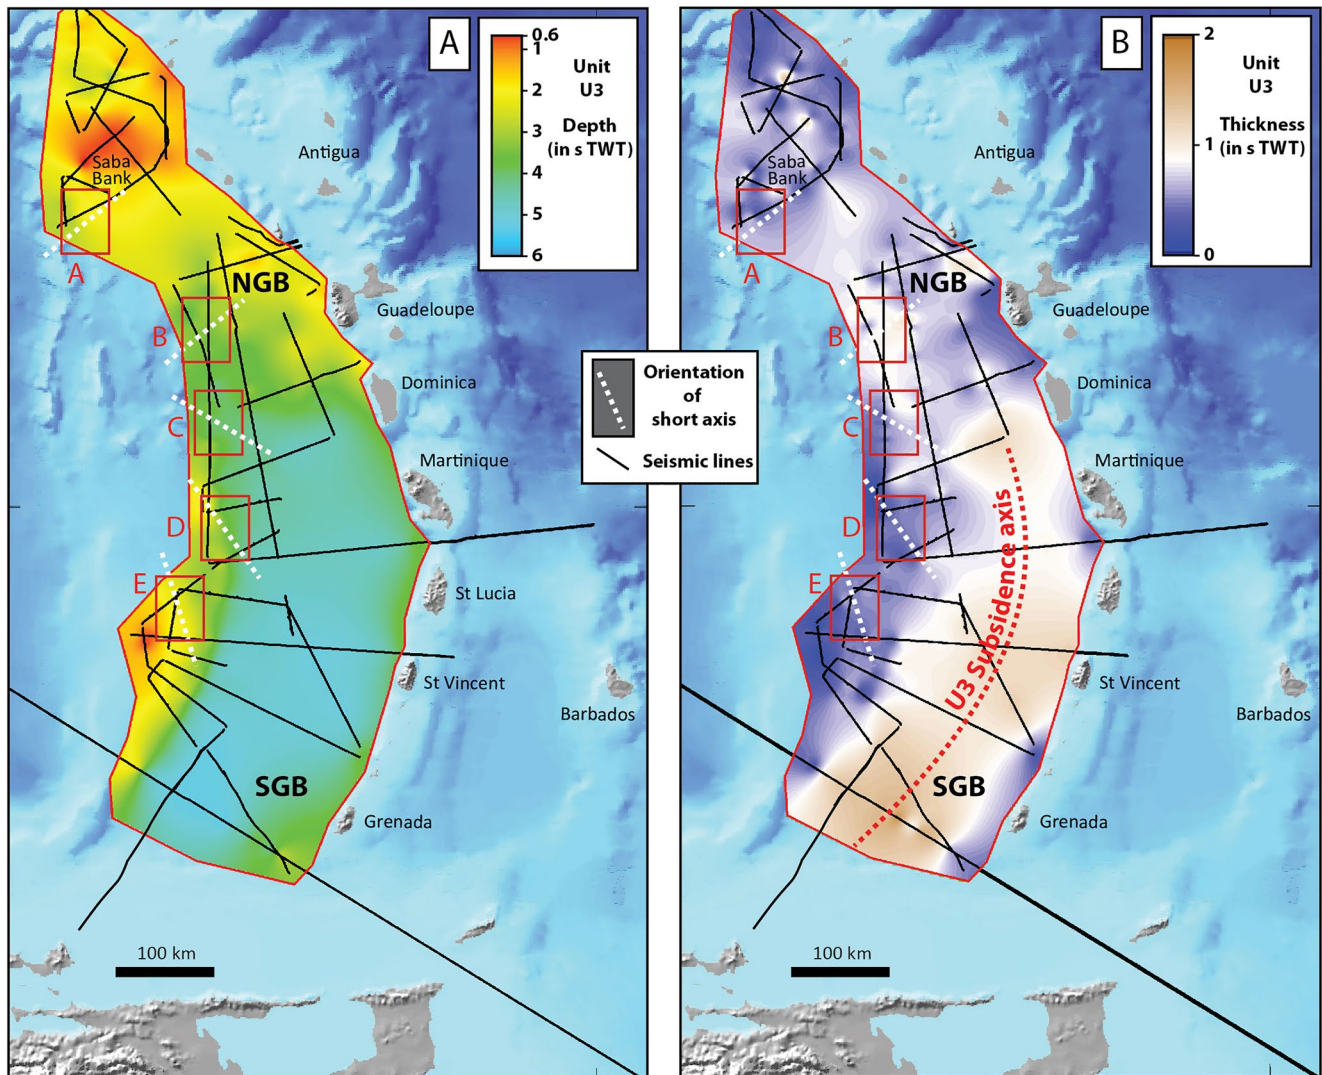 A
0.6
1
2
3
4
5
6
Unit
U3
Depth
(in s TWT)
Antigua
Saba
Bank
A
NGB
Guadeloupe
B
Dominica
C
Martinique
D
E
St Lucia
St Vincent
Barbados
SGB
Grenada
100 km
Orientation
of
short axis
Seismic lines
B
2
1
0
Unit
U3
Thickness
(in s TWT)
Antigua
Saba
Bank
A
NGB
Guadeloupe
B
Dominica
C
Martinique
D
E
U3 Subsidence axis
St Lucia
St Vincent
Barbados
SGB
Grenada
100 km